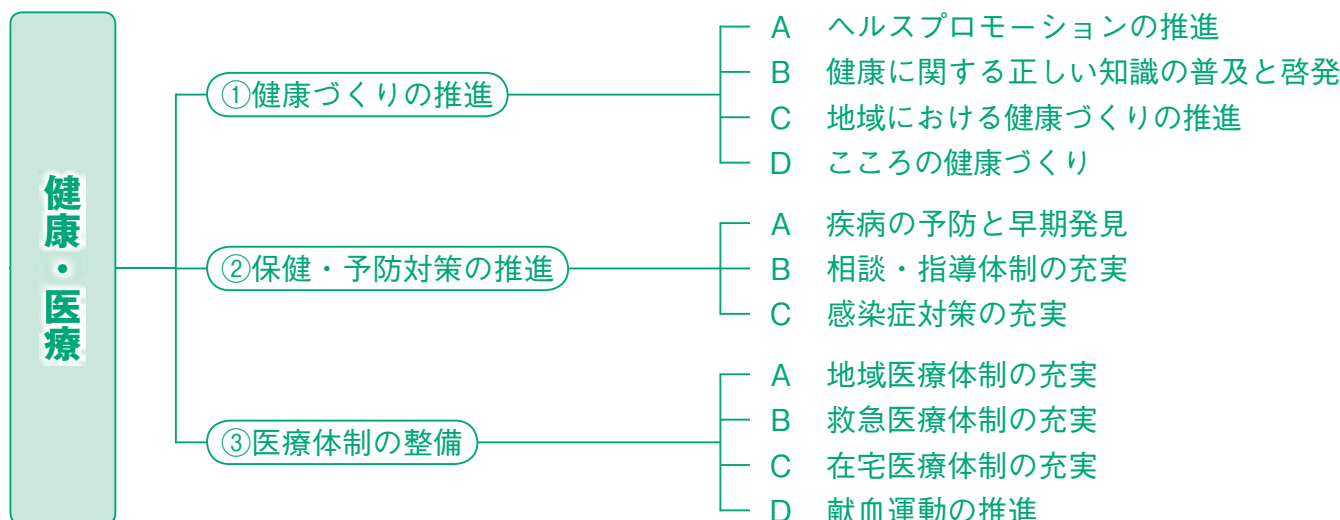 健康・医療
①健康づくりの推進
A ヘルスプロモーションの推進
B 健康に関する正しい知識の普及と啓発
C 地域における健康づくりの推進
D こころの健康づくり
②保健・予防対策の推進
A 疾病の予防と早期発見
B 相談・指導体制の充実
C 感染症対策の充実
③医療体制の整備
A 地域医療体制の充実
B 救急医療体制の充実
C 在宅医療体制の充実
D 献血運動の推進